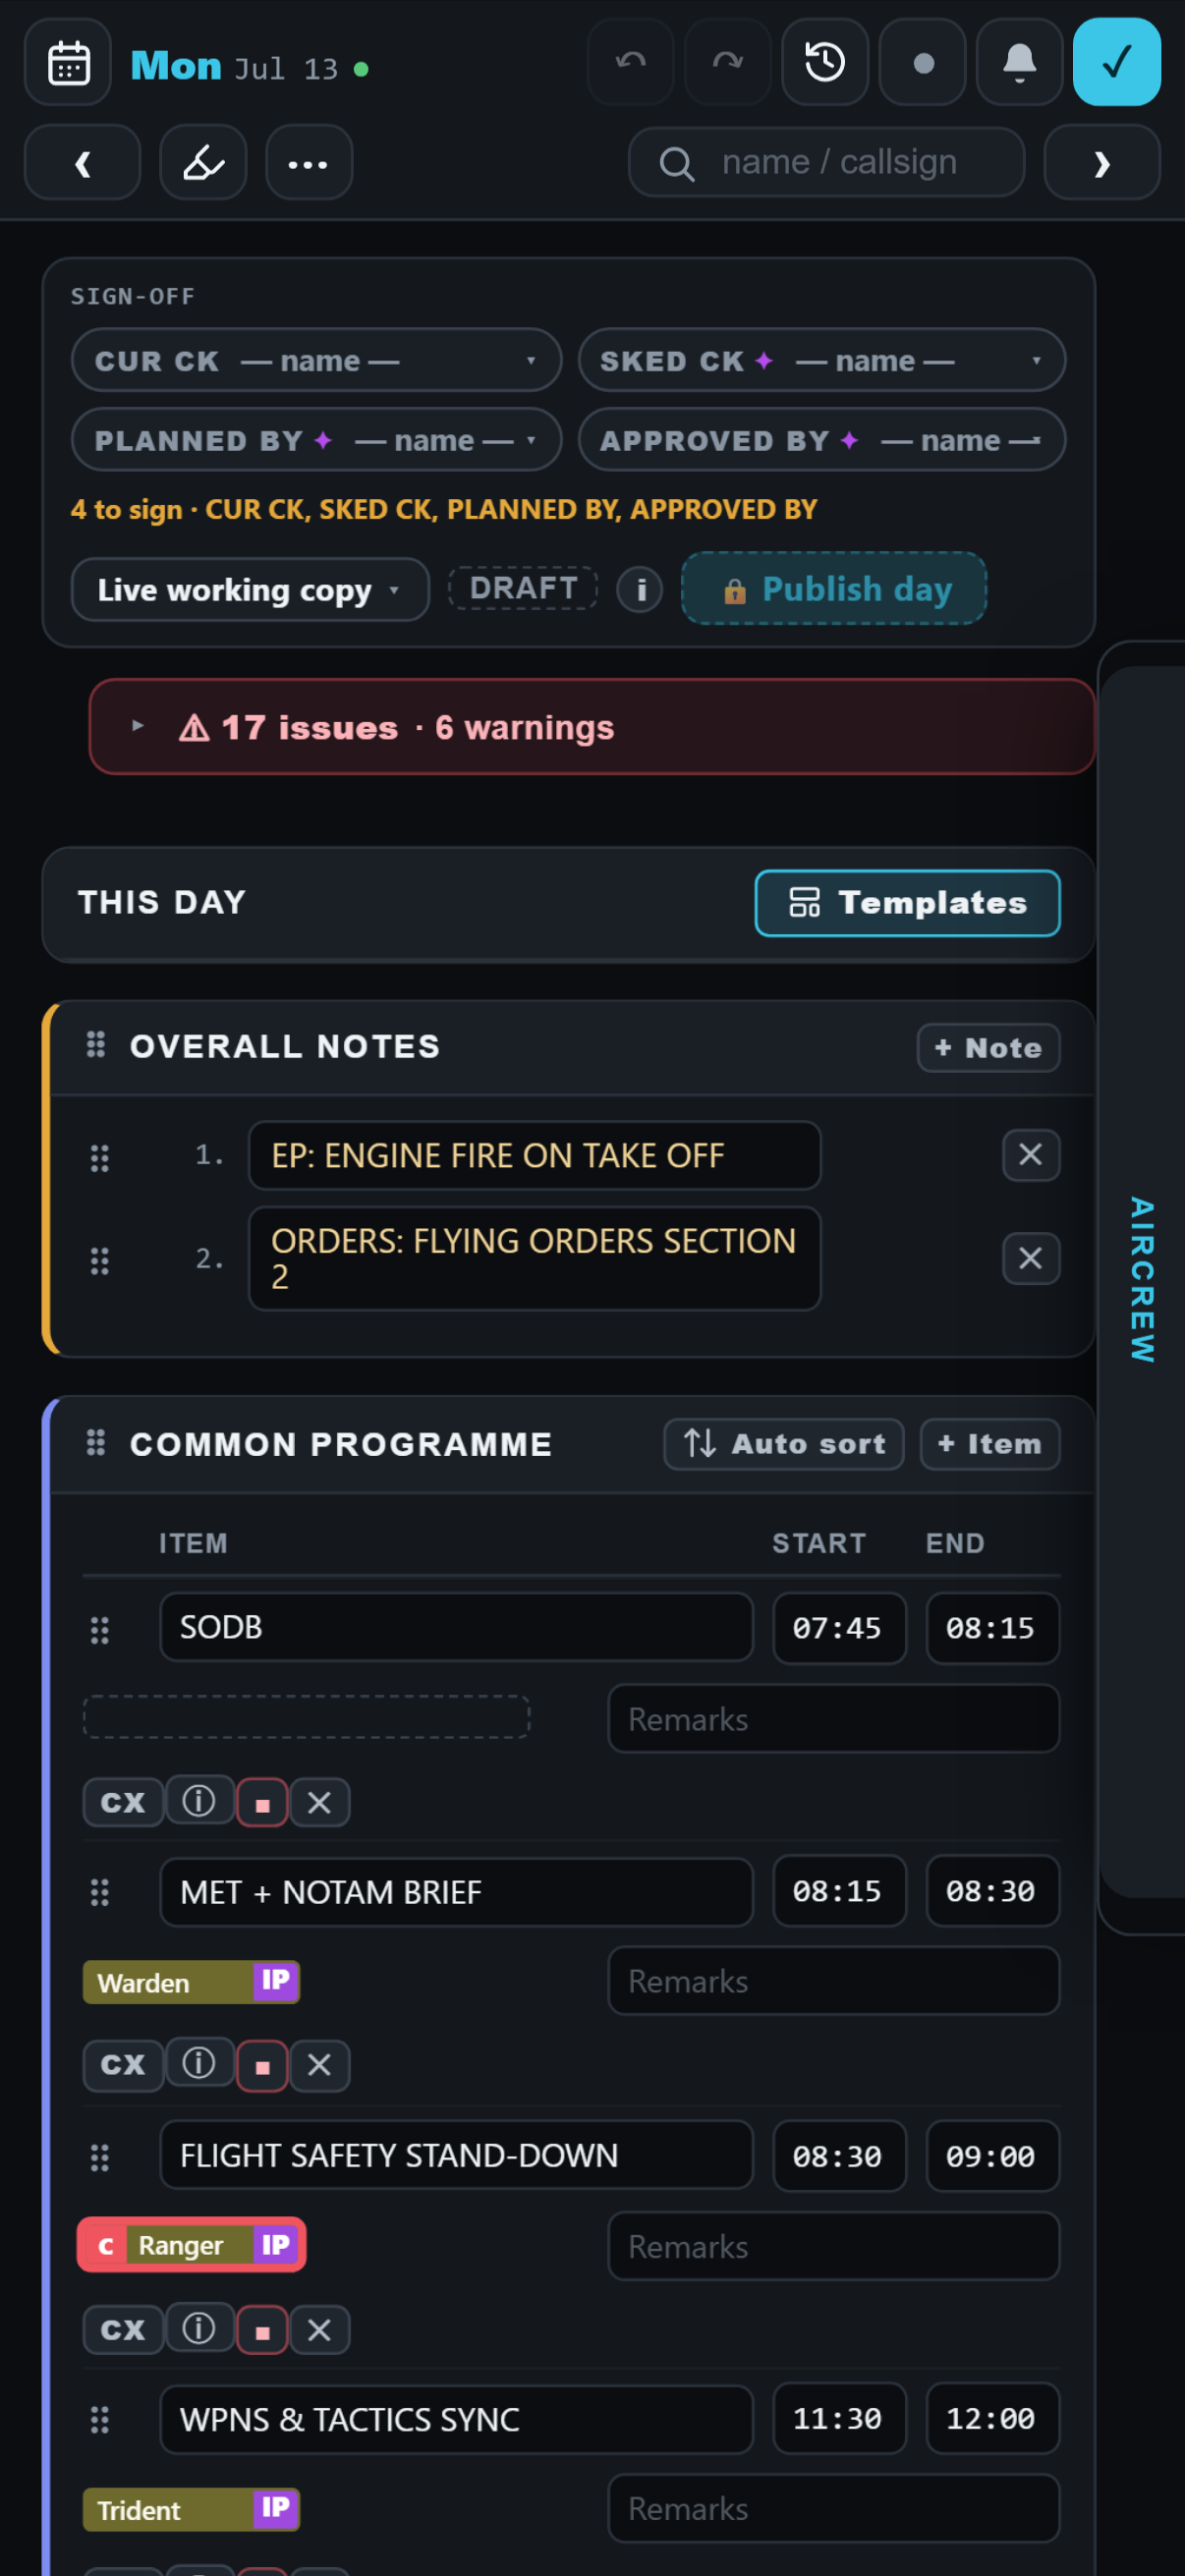 Mon Jul 13
name / callsign
SIGN-OFF
CUR CK — name —
SKED CK — name —
PLANNED BY — name —
APPROVED BY — name —
4 to sign · CUR CK, SKED CK, PLANNED BY, APPROVED BY
Live working copy
DRAFT
i
Publish day
17 issues · 6 warnings
THIS DAY
Templates
OVERALL NOTES
+ Note
1. EP: ENGINE FIRE ON TAKE OFF
2. ORDERS: FLYING ORDERS SECTION
2
AIRCREW
COMMON PROGRAMME
Auto sort
+ Item
ITEM START END
SODB 07:45 08:15
Remarks
CX
MET + NOTAM BRIEF 08:15 08:30
Warden IP
Remarks
CX
FLIGHT SAFETY STAND-DOWN 08:30 09:00
C Ranger IP
Remarks
CX
WPNS & TACTICS SYNC 11:30 12:00
Trident IP
Remarks